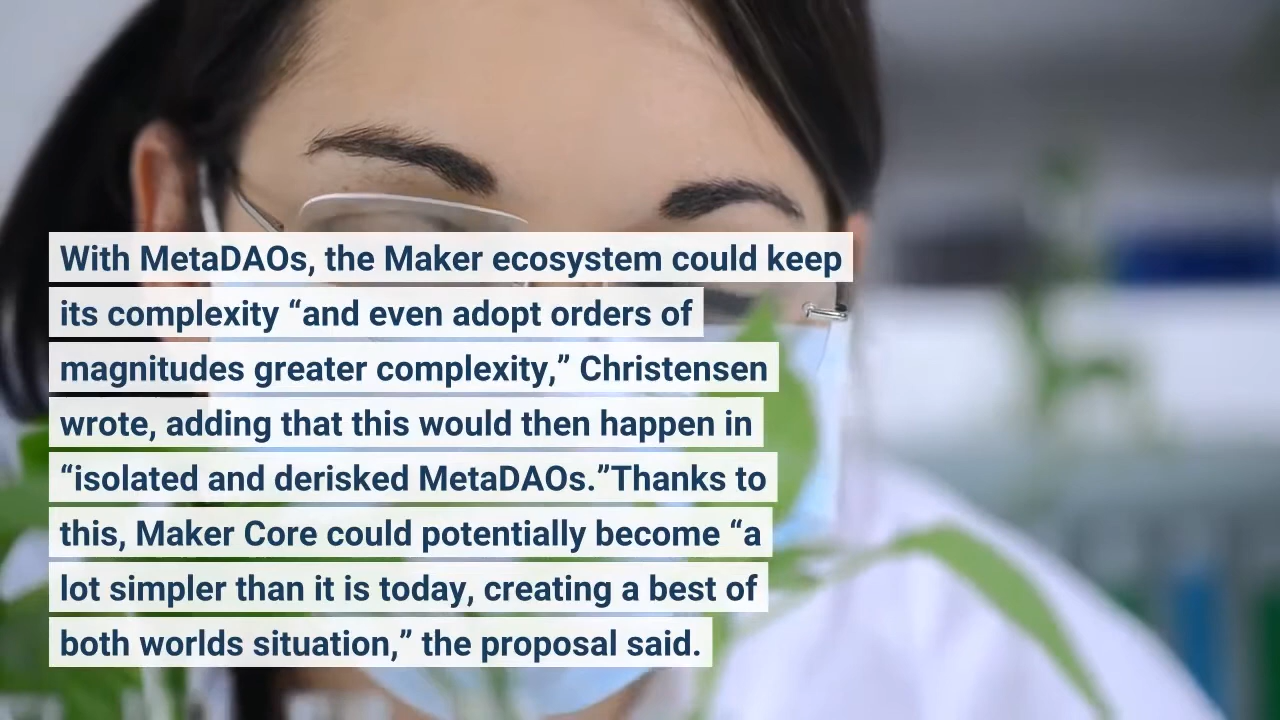 With MetaDAOs, the Maker ecosystem could keep
its complexity “and even adopt orders of
magnitudes greater complexity,” Christensen
wrote, adding that this would then happen in
“isolated and derisked MetaDAOs.”Thanks to
this, Maker Core could potentially become “a
lot simpler than it is today, creating a best of
both worlds situation,” the proposal said.